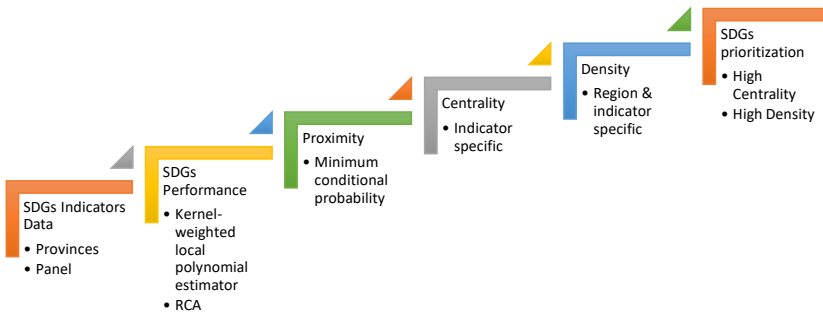 SDGs Indicators
Data
• Provinces
• Panel
SDGs
Performance
• Kernel-
weighted
local
polynomial
estimator
• RCA
Proximity
• Minimum
conditional
probability
Centrality
• Indicator
specific
Density
• Region &
indicator
specific
SDGs
prioritization
• High
Centrality
• High Density